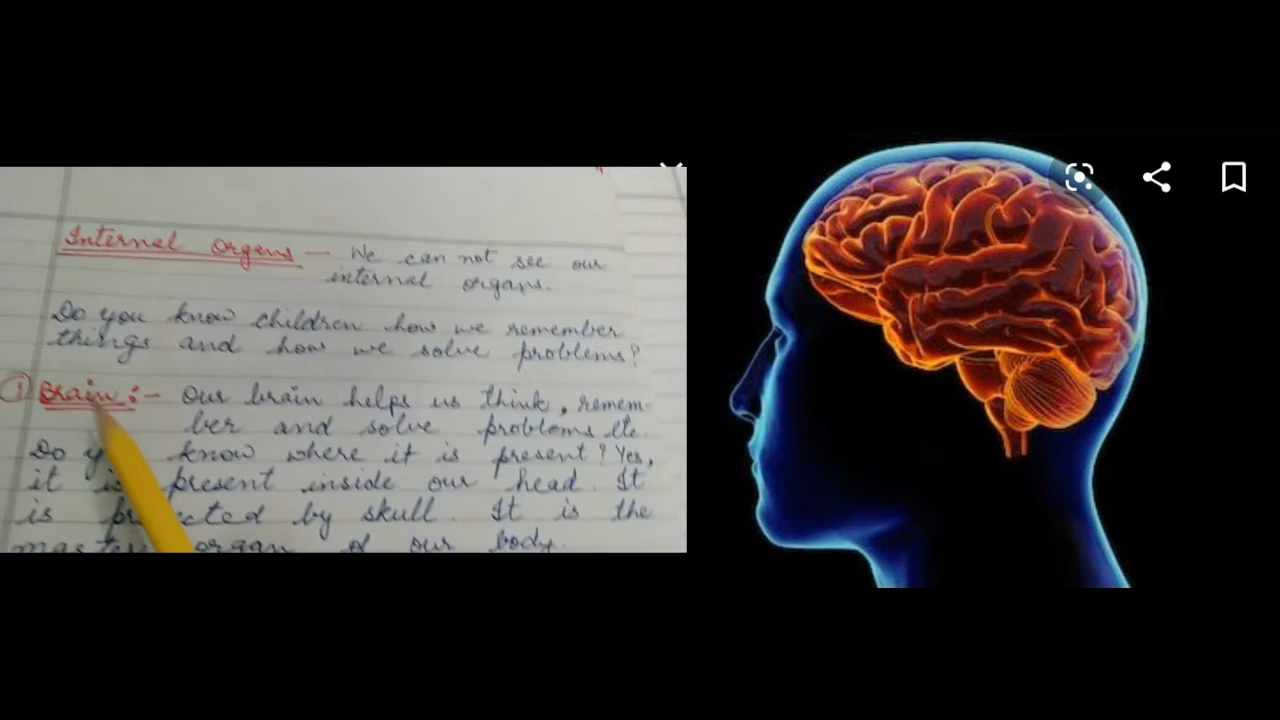 Internal Organs — We can not see our
internal organs.
Do you know children how we remember
things and how we solve problems?
① Brain :- Our brain helps us think, remem-
ber and solve problems etc.
Do know where it is present? Yes,
it is present inside our head. It
is by skull. It is the
master organ of our body.